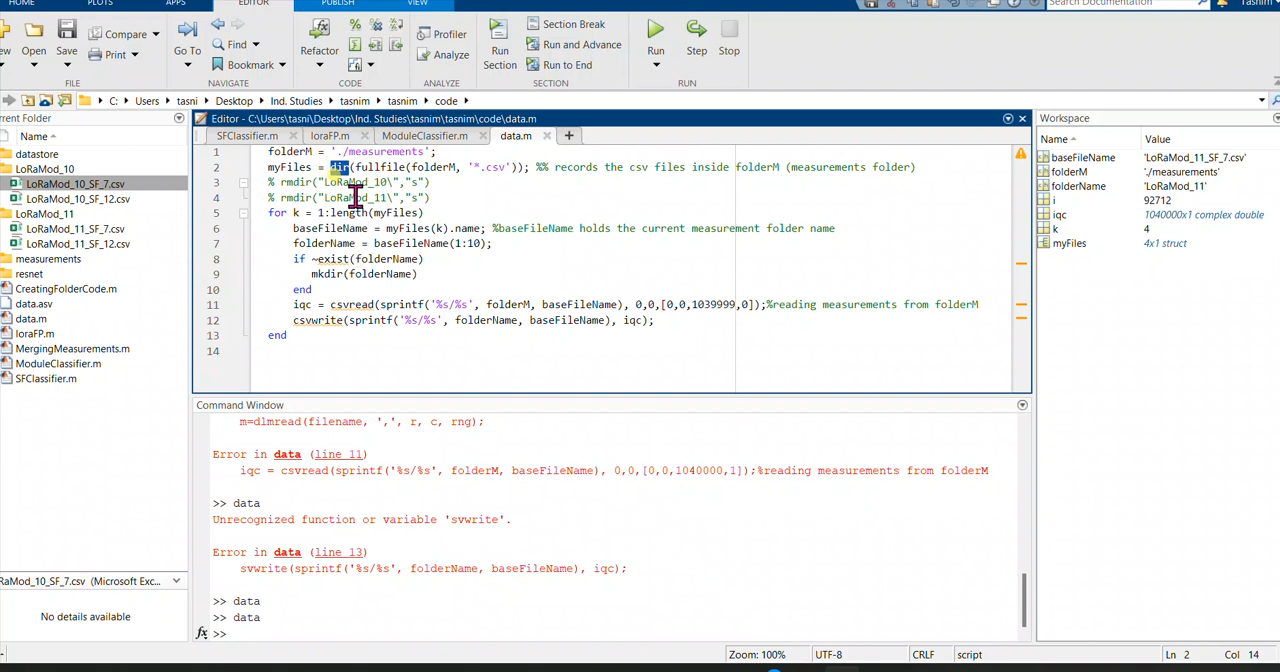 HOME PLOTS APPS EDITOR PUBLISH VIEW
Search Documentation
Tasnim
Open Save
Compare
Print
FILE
Go To
Find
Bookmark
NAVIGATE
Refactor
CODE
Profiler
Analyze
ANALYZE
Run
Section
Section Break
Run and Advance
Run to End
SECTION
Run Step Stop
RUN
C: Users tasni Desktop Ind. Studies tasnim tasnim code
rrent Folder
Name
datastore
LoRaMod_10
LoRaMod_10_SF_7.csv
LoRaMod_10_SF_12.csv
LoRaMod_11
LoRaMod_11_SF_7.csv
LoRaMod_11_SF_12.csv
measurements
resnet
CreatingFolderCode.m
data.asv
data.m
loraFP.m
MergingMeasurements.m
ModuleClassifier.m
SFClassifier.m
RaMod_10_SF_7.csv (Microsoft Exc...
No details available
Editor - C:\Users\tasni\Desktop\Ind. Studies\tasnim\tasnim\code\data.m
SFClassifier.m loraFP.m ModuleClassifier.m data.m
1 folderM = './measurements';
2 myFiles = dir(fullfile(folderM, '*.csv')); %% records the csv files inside folderM (measurements folder)
3 % rmdir("LoRaMod_10\","s")
4 % rmdir("LoRaMod_11\","s")
5 for k = 1:length(myFiles)
6 baseFileName = myFiles(k).name; %baseFileName holds the current measurement folder name
7 folderName = baseFileName(1:10);
8 if ~exist(folderName)
9 mkdir(folderName)
10 end
11 iqc = csvread(sprintf('%s/%s', folderM, baseFileName), 0,0,[0,0,1039999,0]);%reading measurements from folderM
12 csvwrite(sprintf('%s/%s', folderName, baseFileName), iqc);
13 end
14
Command Window
m=dlmread(filename, ',', r, c, rng);
Error in data (line 11)
iqc = csvread(sprintf('%s/%s', folderM, baseFileName), 0,0,[0,0,1040000,1]);%reading measurements from folderM
>> data
Unrecognized function or variable 'svwrite'.
Error in data (line 13)
svwrite(sprintf('%s/%s', folderName, baseFileName), iqc);
>> data
>> data
fx >>
Workspace
Name Value
baseFileName 'LoRaMod_11_SF_7.csv'
folderM './measurements'
folderName 'LoRaMod_11'
i 92712
iqc 1040000x1 complex double
k 4
myFiles 4x1 struct
Zoom: 100% UTF-8 CRLF script Ln 2 Col 14